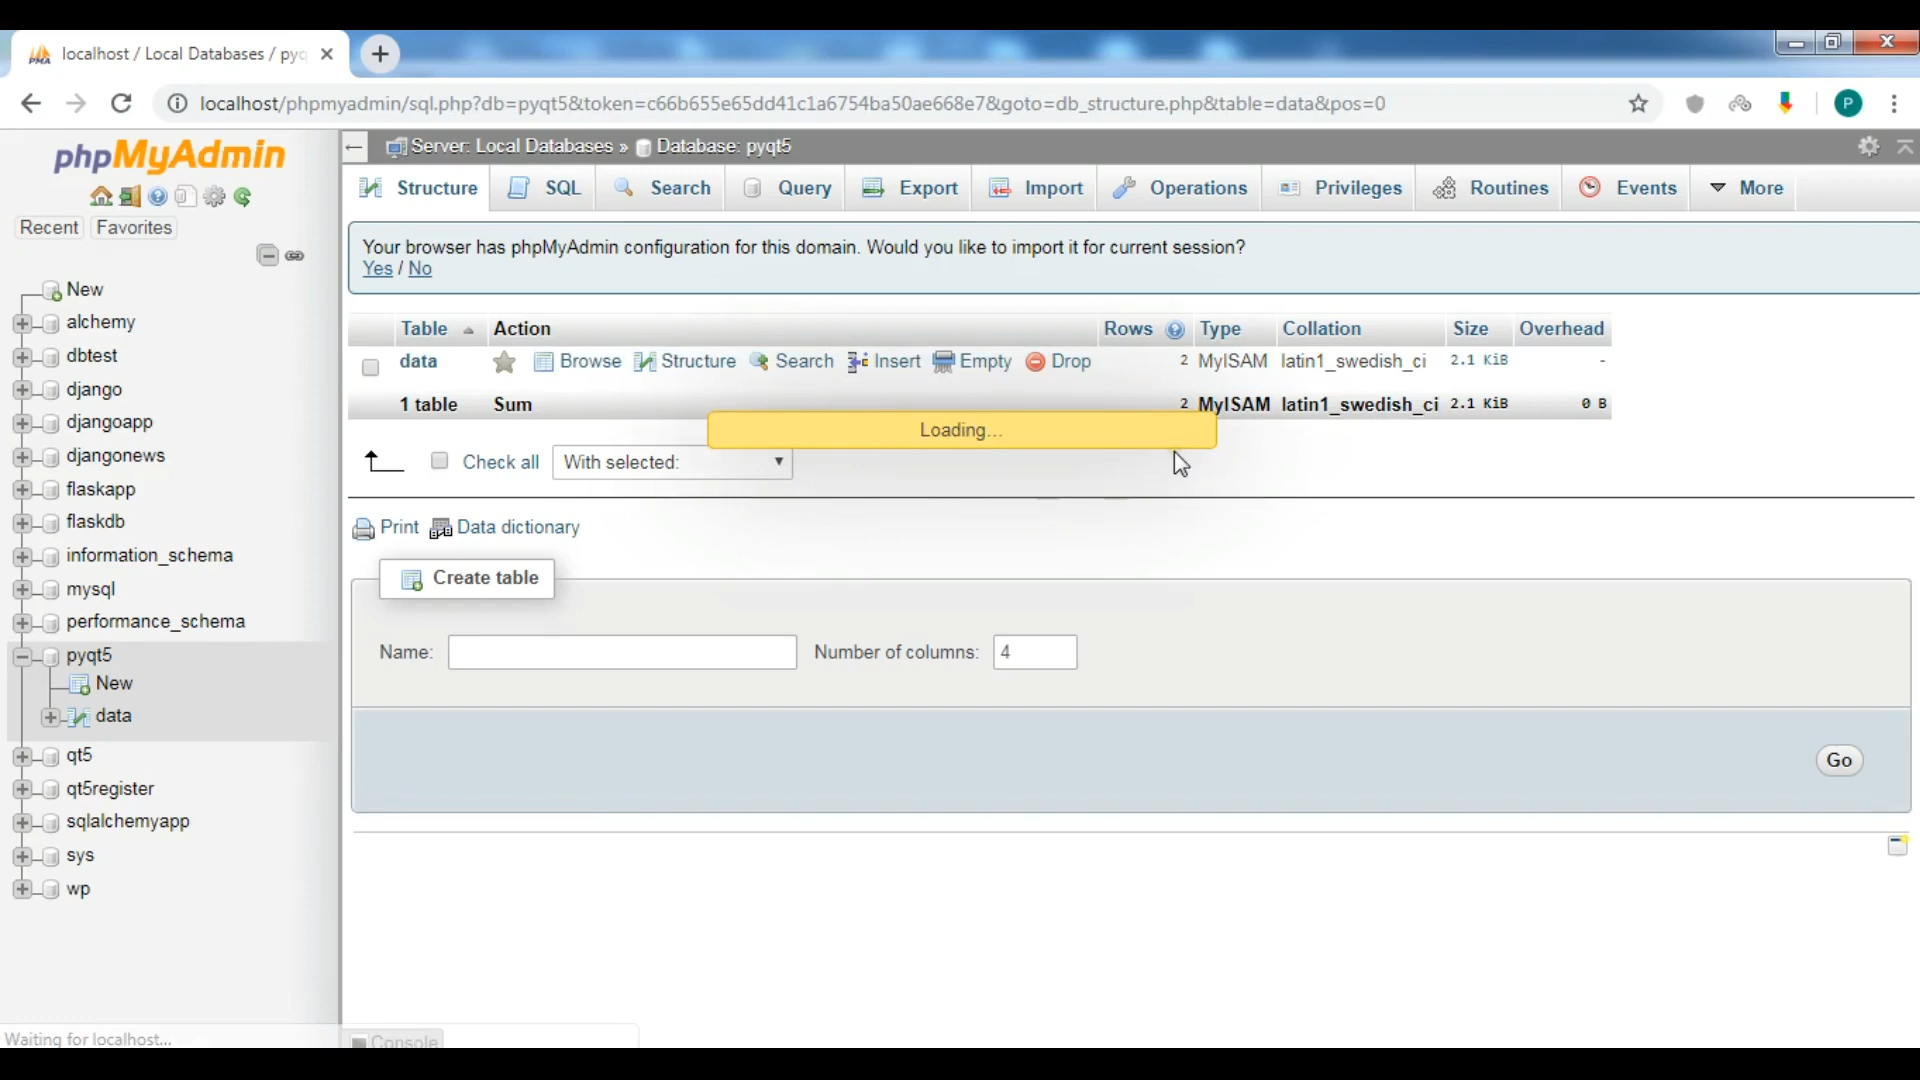 localhost / Local Databases / pyq
localhost/phpmyadmin/sql.php?db=pyqt5&token=c66b655e65dd41c1a6754ba50ae668e7&goto=db_structure.php&table=data&pos=0
P
phpMyAdmin
Recent Favorites
New
alchemy
dbtest
django
djangoapp
djangonews
flaskapp
flaskdb
information_schema
mysql
performance_schema
pyqt5
New
data
qt5
qt5register
sqlalchemyapp
sys
wp
Waiting for localhost...
Server: Local Databases » Database: pyqt5
Structure SQL Search Query Export Import Operations Privileges Routines Events More
Your browser has phpMyAdmin configuration for this domain. Would you like to import it for current session?
Yes / No
Table Action Rows Type Collation Size Overhead
data Browse Structure Search Insert Empty Drop 2 MyISAM latin1_swedish_ci 2.1 KiB -
1 table Sum 2 MyISAM latin1_swedish_ci 2.1 KiB 0 B
Loading...
Check all With selected:
Print Data dictionary
Create table
Name: Number of columns: 4
Go
Console